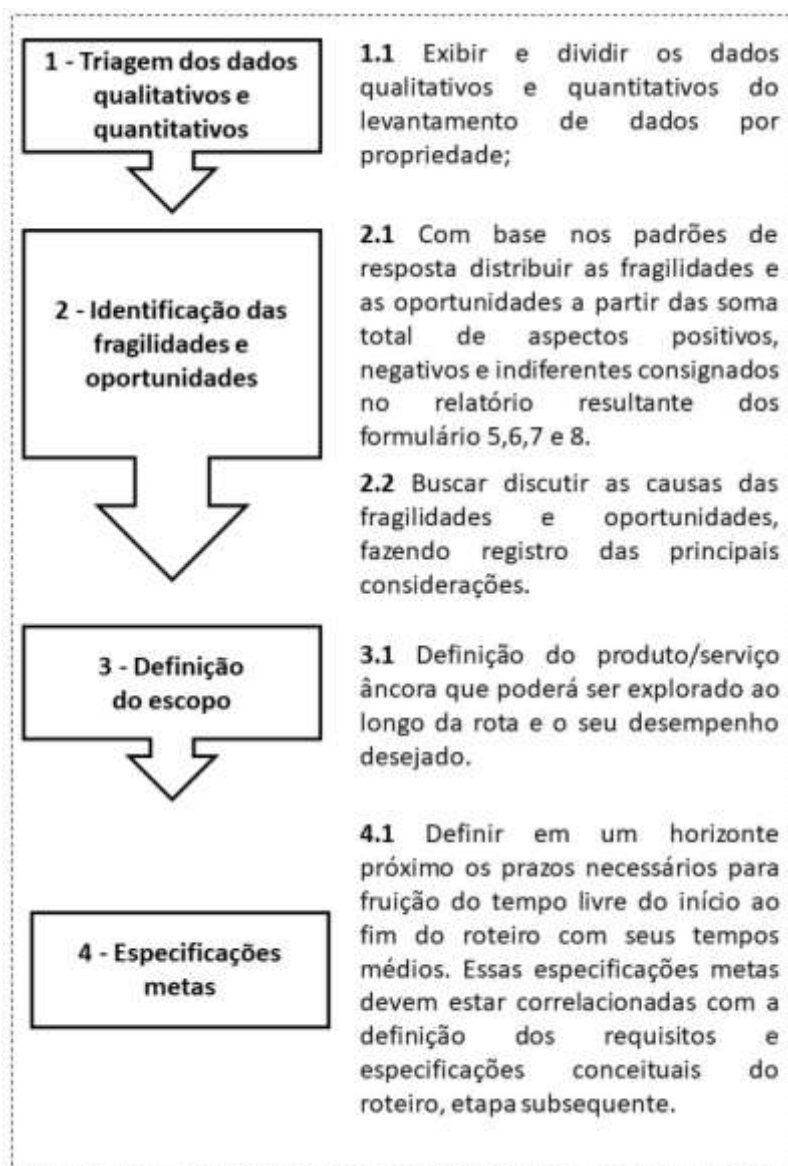 1 - Triagem dos dados
qualitativos e
quantitativos
1.1 Exibir e dividir os dados
qualitativos e quantitativos do
levantamento de dados por
propriedade;
2 - Identificação das
fragilidades e
oportunidades
2.1 Com base nos padrões de
resposta distribuir as fragilidades e
as oportunidades a partir das soma
total de aspectos positivos,
negativos e indiferentes consignados
no relatório resultante dos
formulário 5,6,7 e 8.
2.2 Buscar discutir as causas das
fragilidades e oportunidades,
fazendo registro das principais
considerações.
3 - Definição
do escopo
3.1 Definição do produto/serviço
âncora que poderá ser explorado ao
longo da rota e o seu desempenho
desejado.
4 - Especificações
metas
4.1 Definir em um horizonte
próximo os prazos necessários para
fruição do tempo livre do início ao
fim do roteiro com seus tempos
médios. Essas especificações metas
devem estar correlacionadas com a
definição dos requisitos e
especificações conceituais do
roteiro, etapa subsequente.